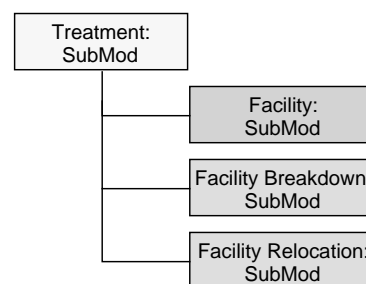 Treatment:
SubMod
Facility:
SubMod
Facility Breakdown
SubMod
Facility Relocation:
SubMod